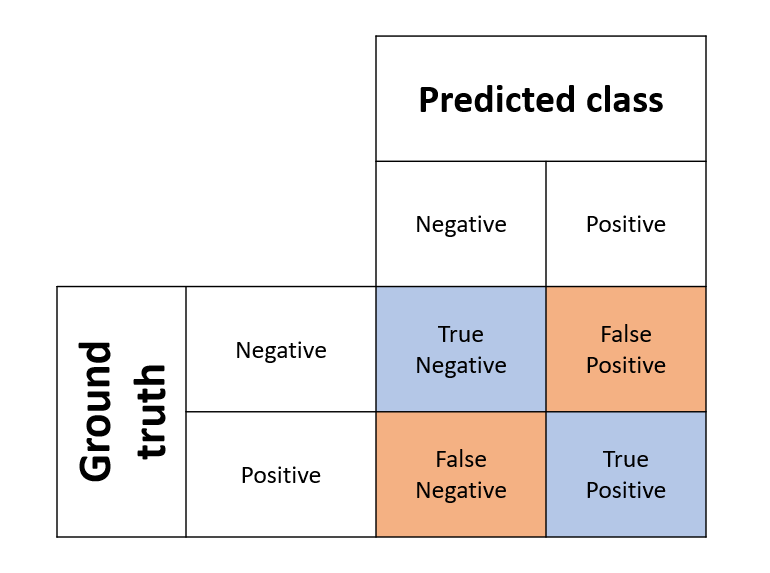 Predicted class
Negative
Positive
Ground
truth
Negative
True
Negative
False
Positive
Positive
False
Negative
True
Positive